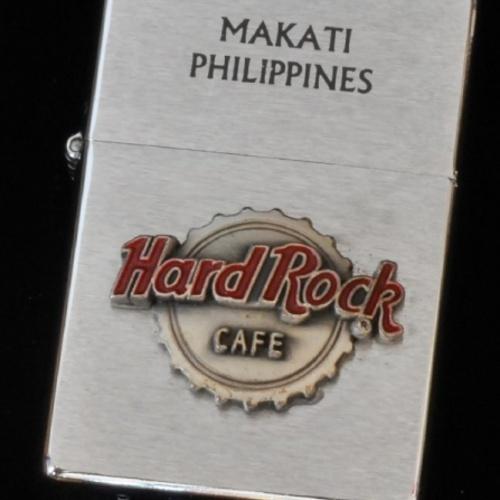 MAKATI
PHILIPPINES
Hard Rock
CAFE